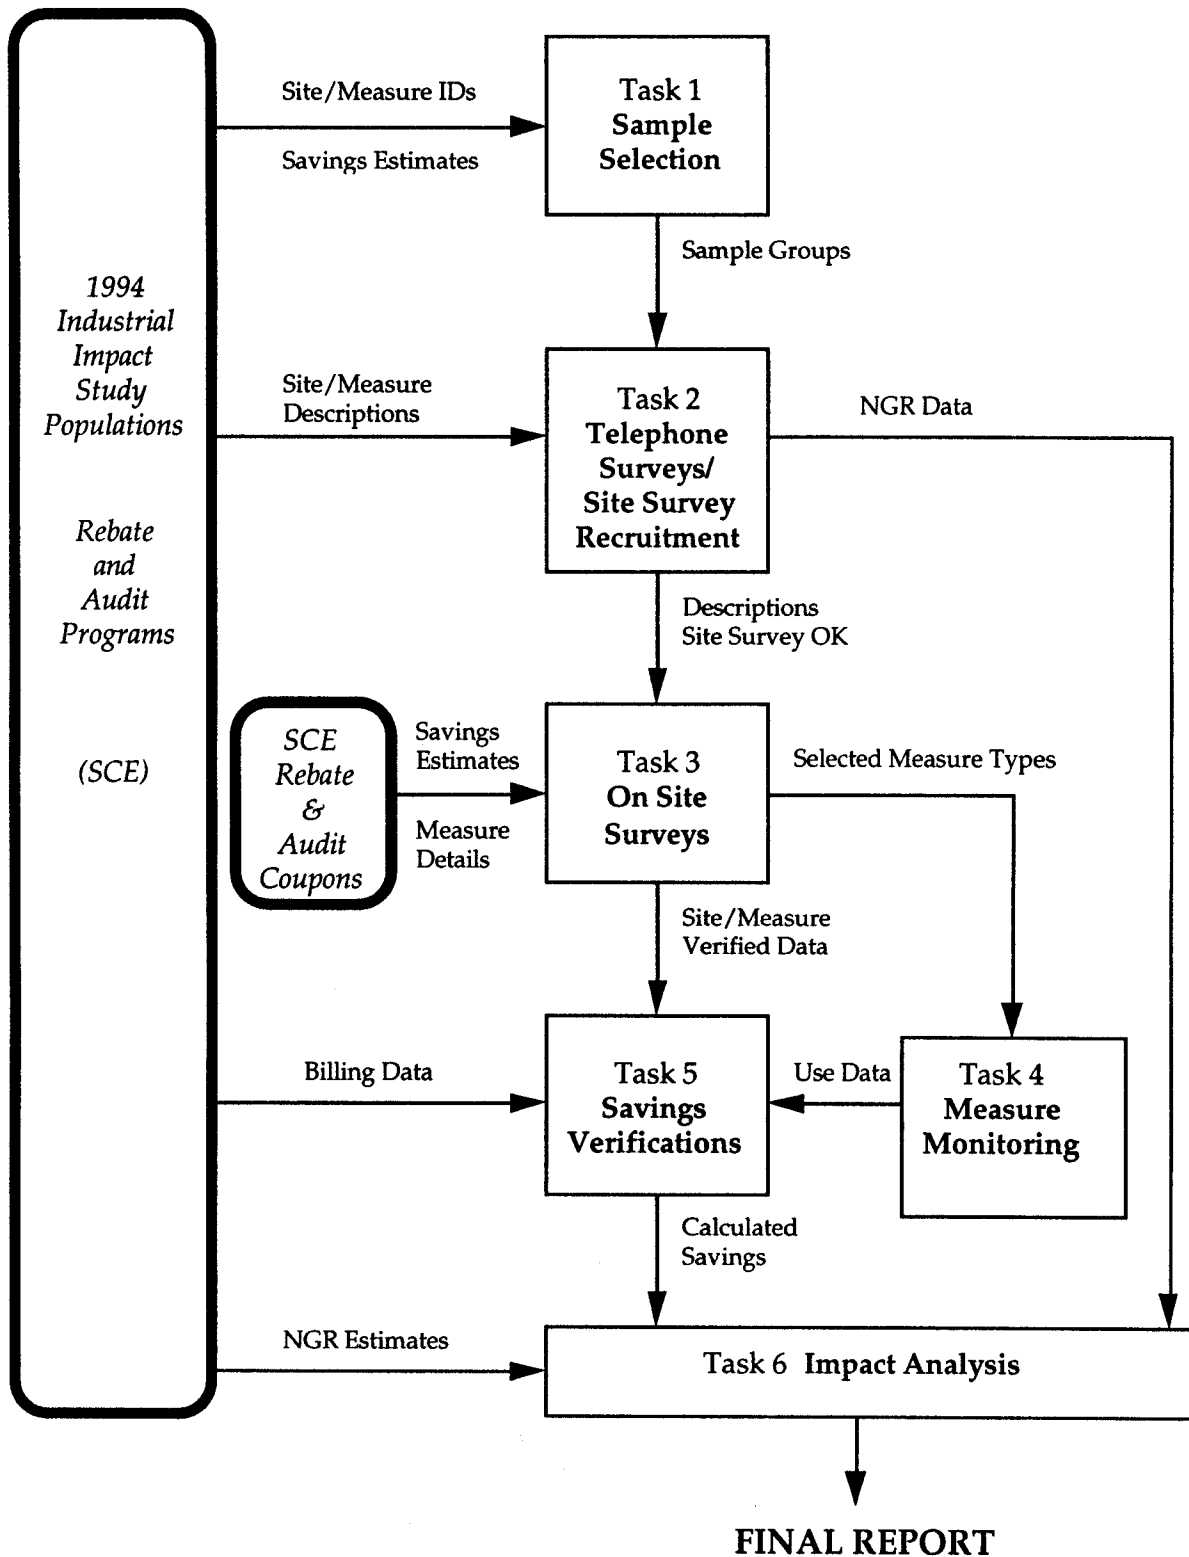 Site/Measure IDs
Savings Estimates
Task 1
Sample
Selection
Sample Groups
1994
Industrial
Impact
Study
Populations
Rebate
and
Audit
Programs
(SCE)
Site/Measure
Descriptions
Task 2
Telephone
Surveys/
Site Survey
Recruitment
NGR Data
Descriptions
Site Survey OK
SCE
Rebate
&
Audit
Coupons
Savings
Estimates
Measure
Details
Task 3
On Site
Surveys
Selected Measure Types
Site/Measure
Verified Data
Billing Data
Task 5
Savings
Verifications
Use Data
Task 4
Measure
Monitoring
Calculated
Savings
NGR Estimates
Task 6 Impact Analysis
FINAL REPORT